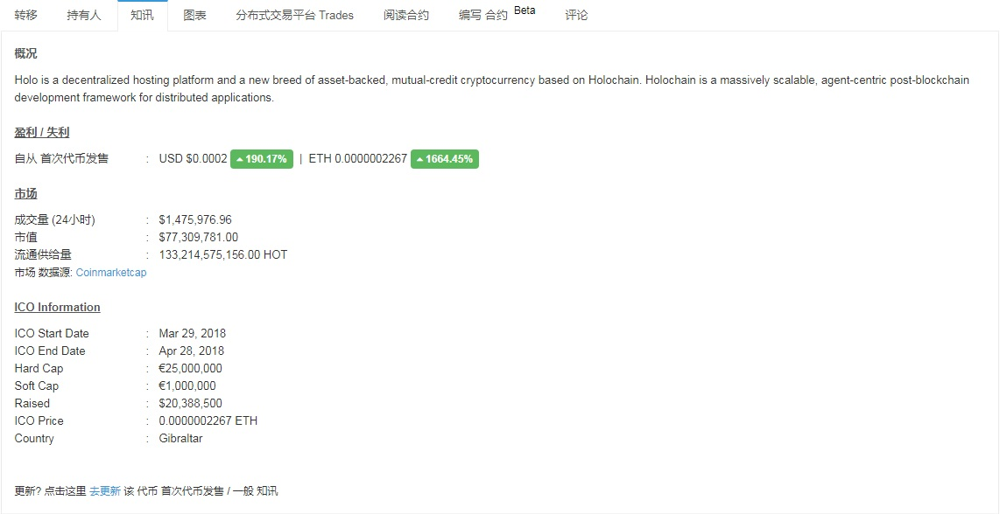 转移 持有人 知讯 图表 分布式交易平台 Trades 阅读合约 编写 合约 Beta 评论
概况
Holo is a decentralized hosting platform and a new breed of asset-backed, mutual-credit cryptocurrency based on Holochain. Holochain is a massively scalable, agent-centric post-blockchain
development framework for distributed applications.
盈利 / 失利
自从 首次代币发售 : USD $0.0002 190.17% | ETH 0.0000002267 1664.45%
市场
成交量 (24小时) : $1,475,976.96
市值 : $77,309,781.00
流通供给量 : 133,214,575,156.00 HOT
市场 数据源: Coinmarketcap
ICO Information
ICO Start Date : Mar 29, 2018
ICO End Date : Apr 28, 2018
Hard Cap : €25,000,000
Soft Cap : €1,000,000
Raised : $20,388,500
ICO Price : 0.0000002267 ETH
Country : Gibraltar
更新? 点击这里 去更新 该 代币 首次代币发售 / 一般 知讯